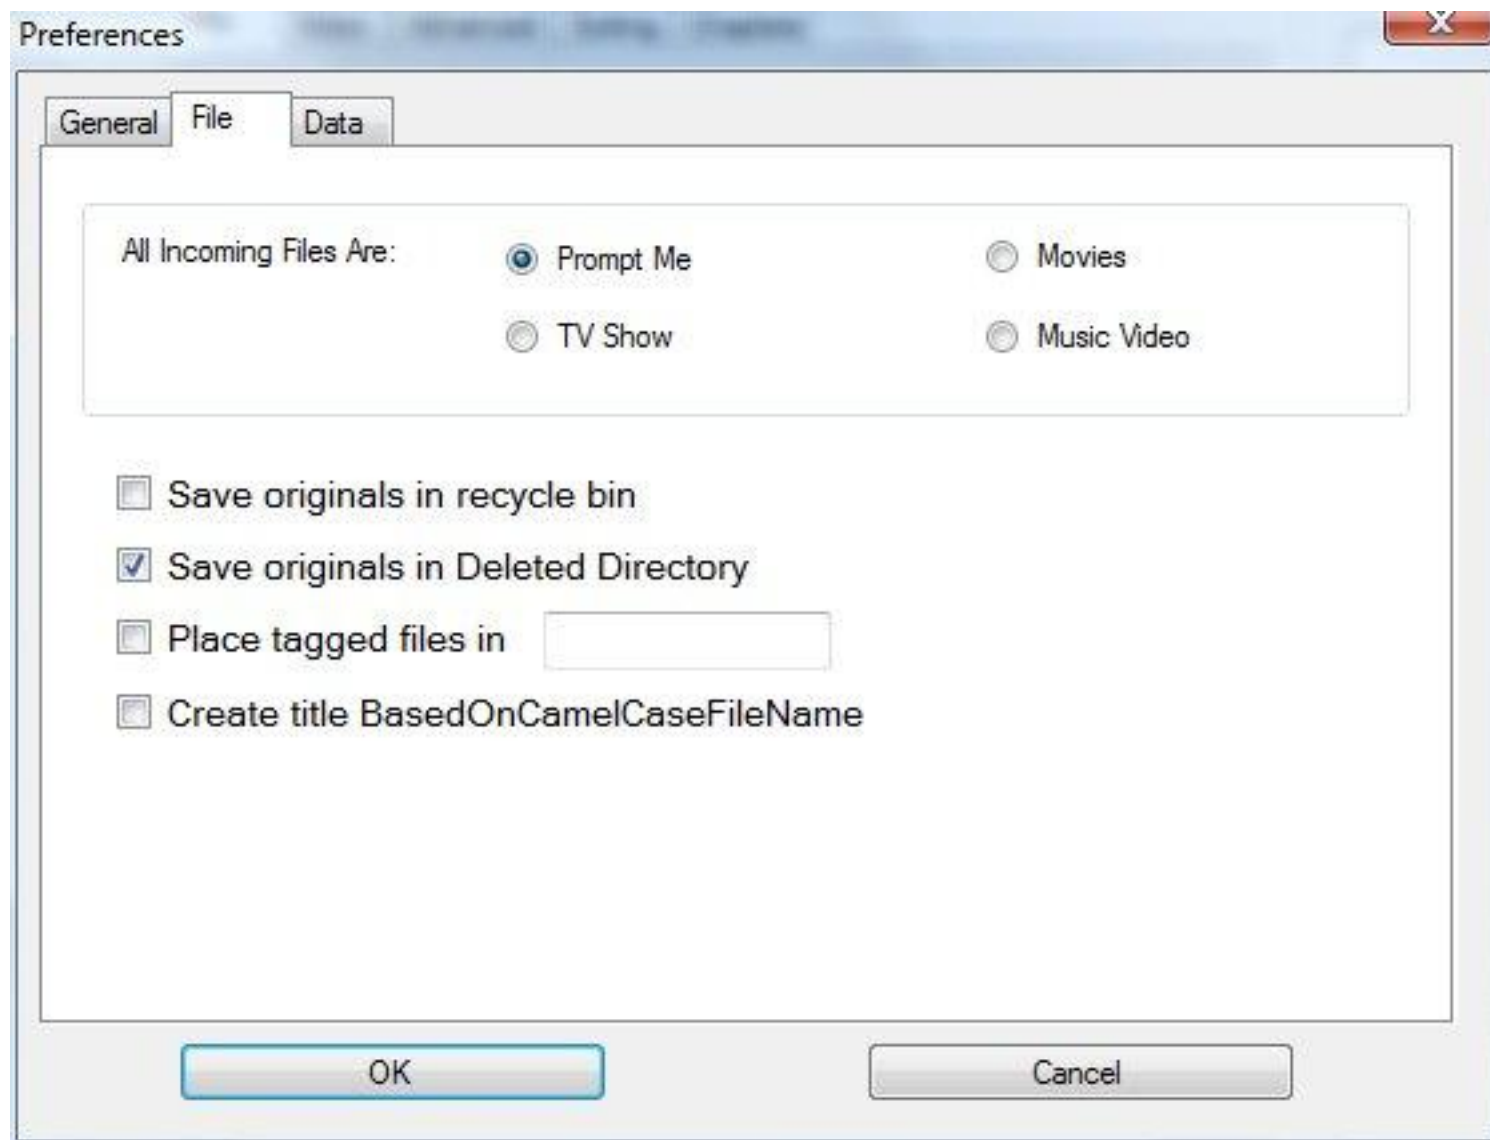 Preferences
General File Data
All Incoming Files Are: Prompt Me Movies
TV Show Music Video
Save originals in recycle bin
Save originals in Deleted Directory
Place tagged files in
Create title BasedOnCamelCaseFileName
OK Cancel